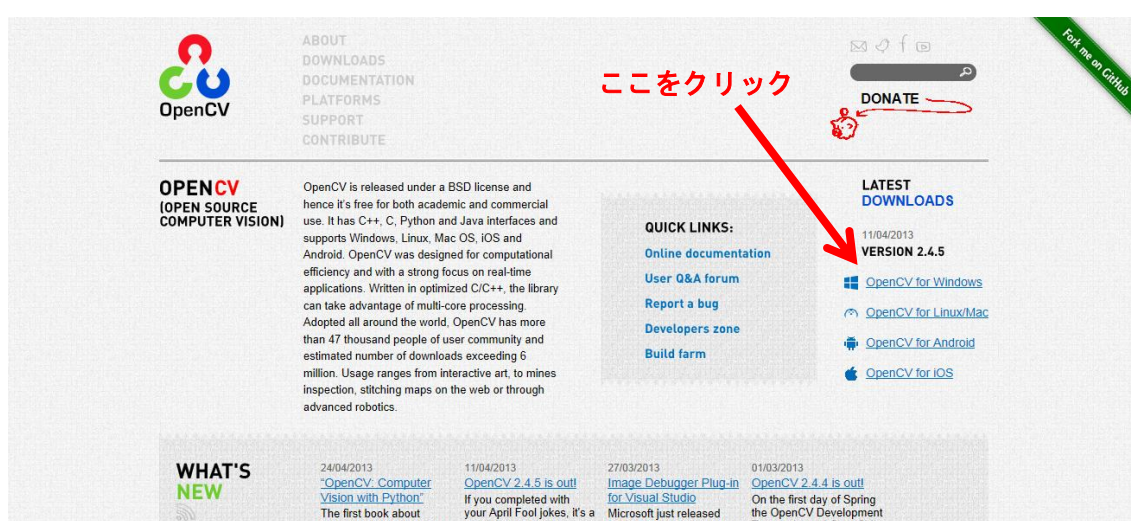 OpenCV
ABOUT
DOWNLOADS
DOCUMENTATION
PLATFORMS
SUPPORT
CONTRIBUTE
ここをクリック
DONATE
Fork me on GitHub
OPENCV
(OPEN SOURCE
COMPUTER VISION)
OpenCV is released under a BSD license and
hence it's free for both academic and commercial
use. It has C++, C, Python and Java interfaces and
supports Windows, Linux, Mac OS, iOS and
Android. OpenCV was designed for computational
efficiency and with a strong focus on real-time
applications. Written in optimized C/C++, the library
can take advantage of multi-core processing.
Adopted all around the world, OpenCV has more
than 47 thousand people of user community and
estimated number of downloads exceeding 6
million. Usage ranges from interactive art, to mines
inspection, stitching maps on the web or through
advanced robotics.
QUICK LINKS:
Online documentation
User Q&A forum
Report a bug
Developers zone
Build farm
LATEST
DOWNLOADS
11/04/2013
VERSION 2.4.5
OpenCV for Windows
OpenCV for Linux/Mac
OpenCV for Android
OpenCV for iOS
WHAT'S
NEW
24/04/2013
"OpenCV: Computer
Vision with Python"
The first book about
11/04/2013
OpenCV 2.4.5 is out!
If you completed with
your April Fool jokes, it's a
27/03/2013
Image Debugger Plug-in
for Visual Studio
Microsoft just released
01/03/2013
OpenCV 2.4.4 is out!
On the first day of Spring
the OpenCV Development